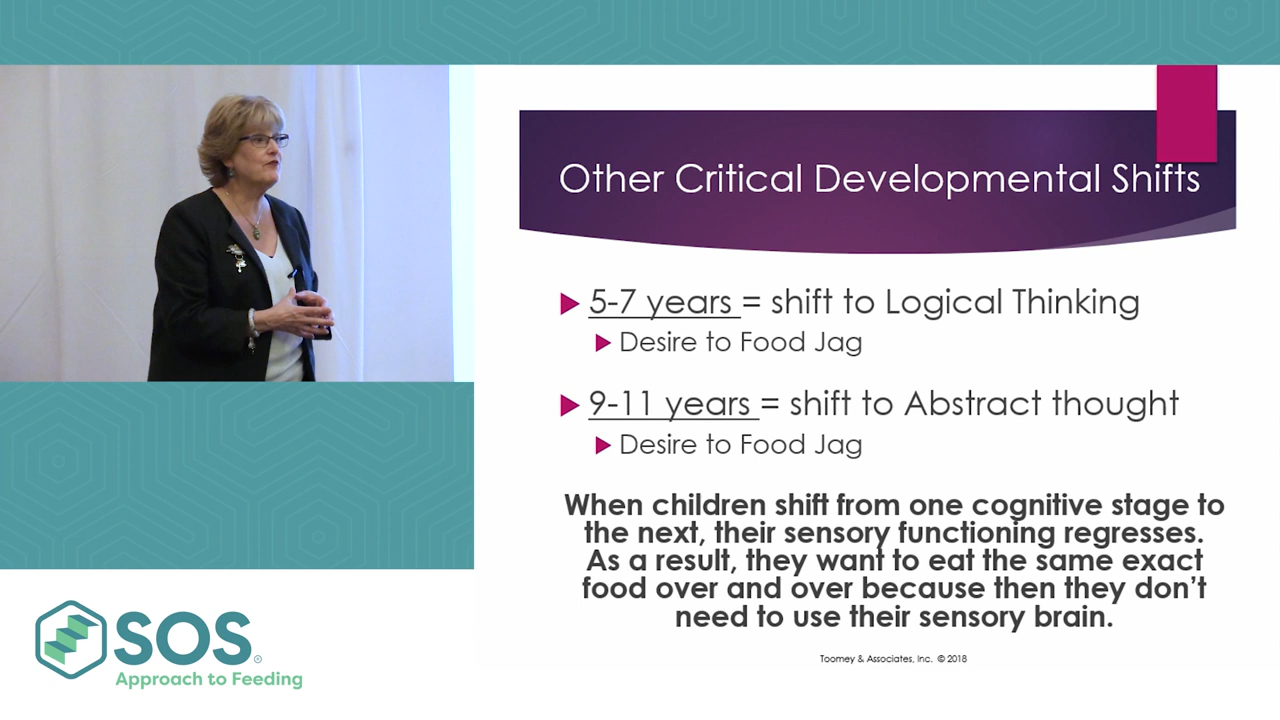 Other Critical Developmental Shifts
5-7 years = shift to Logical Thinking
Desire to Food Jag
9-11 years = shift to Abstract thought
Desire to Food Jag
When children shift from one cognitive stage to
the next, their sensory functioning regresses.
As a result, they want to eat the same exact
food over and over because then they don't
need to use their sensory brain.
Toomey & Associates, Inc. © 2018
SOS®
Approach to Feeding